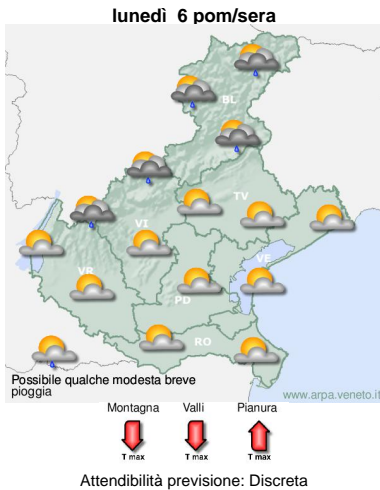 lunedì 6 pom/sera
BL
TV
VI
VE
VR
PD
RO
Possibile qualche modesta breve
pioggia
www.arpa.veneto.it
Montagna Valli Pianura
T max T max T max
Attendibilità previsione: Discreta